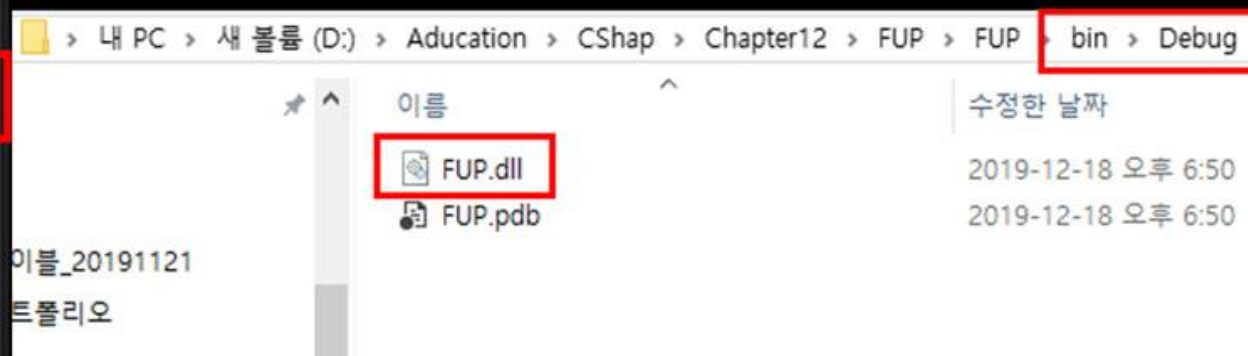 > 내 PC > 새 볼륨 (D:) > Aducation > CShap > Chapter12 > FUP > FUP > bin > Debug
이름 수정한 날짜
FUP.dll 2019-12-18 오후 6:50
FUP.pdb 2019-12-18 오후 6:50
이블_20191121
트폴리오